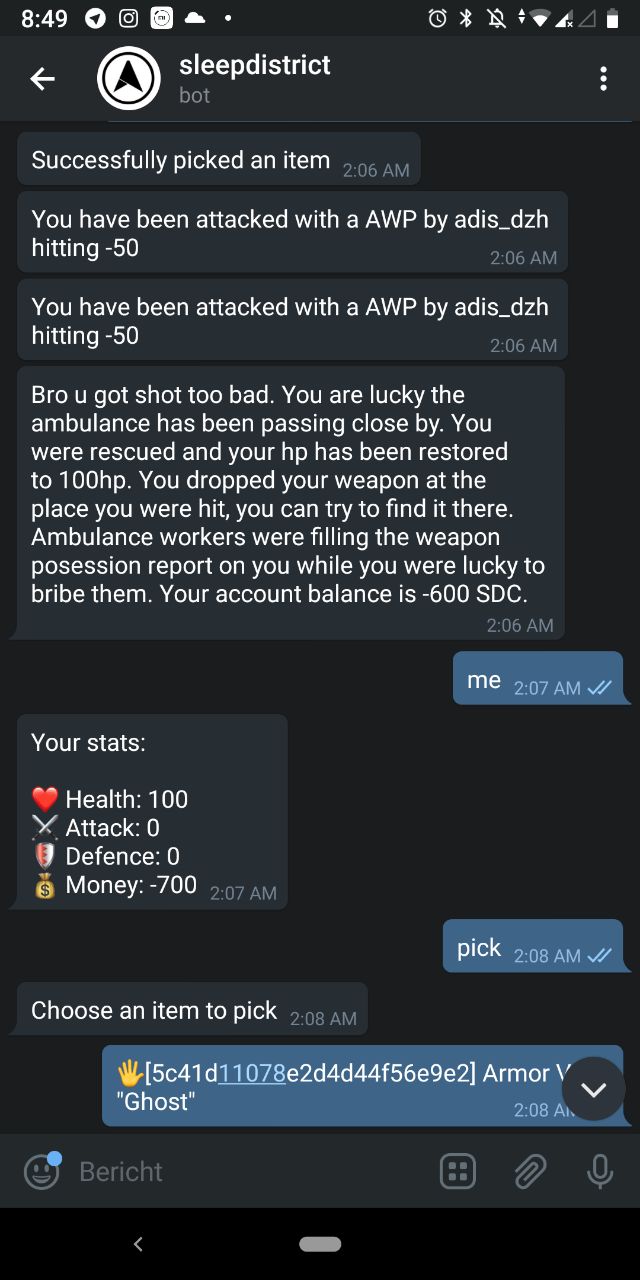 8:49
sleepdistrict
bot
Successfully picked an item 2:06 AM
You have been attacked with a AWP by adis_dzh
hitting -50 2:06 AM
You have been attacked with a AWP by adis_dzh
hitting -50 2:06 AM
Bro u got shot too bad. You are lucky the
ambulance has been passing close by. You
were rescued and your hp has been restored
to 100hp. You dropped your weapon at the
place you were hit, you can try to find it there.
Ambulance workers were filling the weapon
posession report on you while you were lucky to
bribe them. Your account balance is -600 SDC.
2:06 AM
me 2:07 AM
Your stats:
❤️ Health: 100
⚔️ Attack: 0
🛡 Defence: 0
💰 Money: -700 2:07 AM
pick 2:08 AM
Choose an item to pick 2:08 AM
🖐[5c41d11078e2d4d44f56e9e2] Armor
"Ghost" 2:08
Bericht